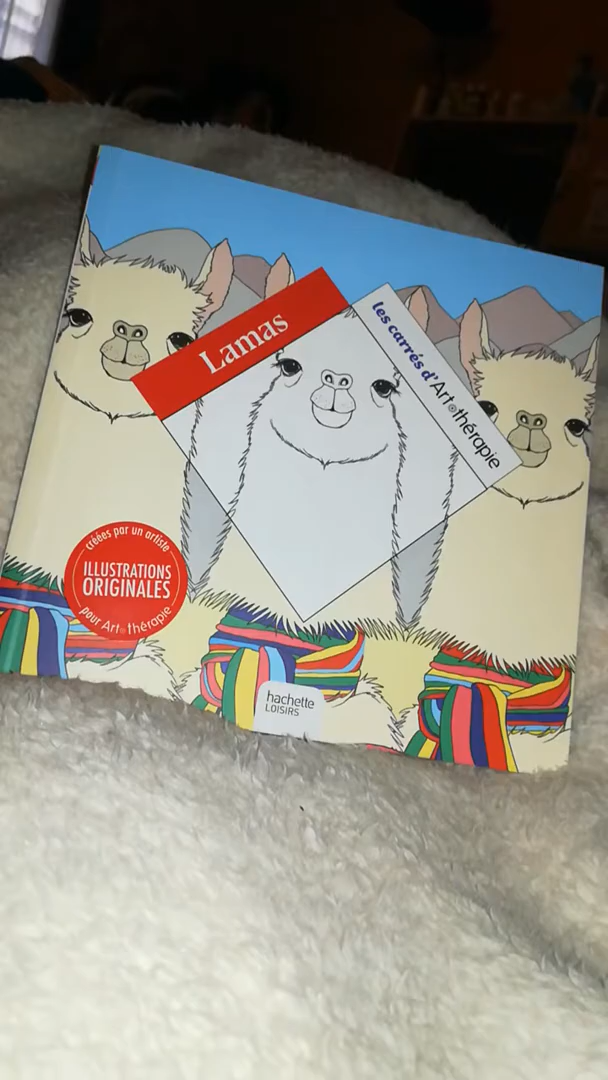 Lamas
les carrés d'Art thérapie
créées par un artiste
ILLUSTRATIONS
ORIGINALES
pour Art thérapie
hachette
LOISIRS